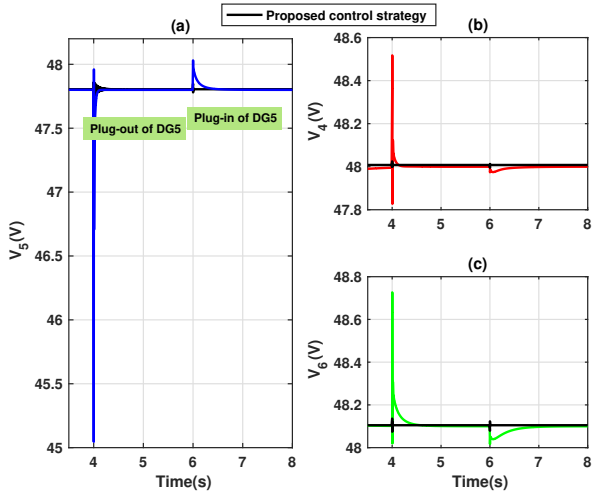 Proposed control strategy
(a)
48
47.5
47
46.5
46
45.5
45
V5(V)
Plug-out of DG5
Plug-in of DG5
4 5 6 7 8
Time(s)
(b)
48.6
48.4
48.2
48
47.8
V4(V)
4 5 6 7 8
(c)
48.8
48.6
48.4
48.2
48
V6(V)
4 5 6 7 8
Time(s)